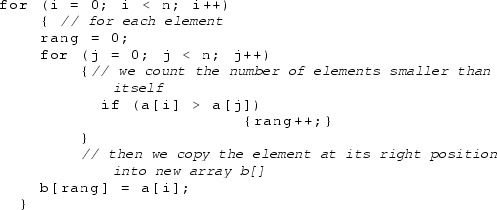 for (i = 0; i < n; i++)
{ // for each element
rang = 0;
for (j = 0; j < n; j++)
{// we count the number of elements smaller than
itself
if (a[i] > a[j])
{rang++;}
}
// then we copy the element at its right position
into new array b[]
b[rang] = a[i];
}